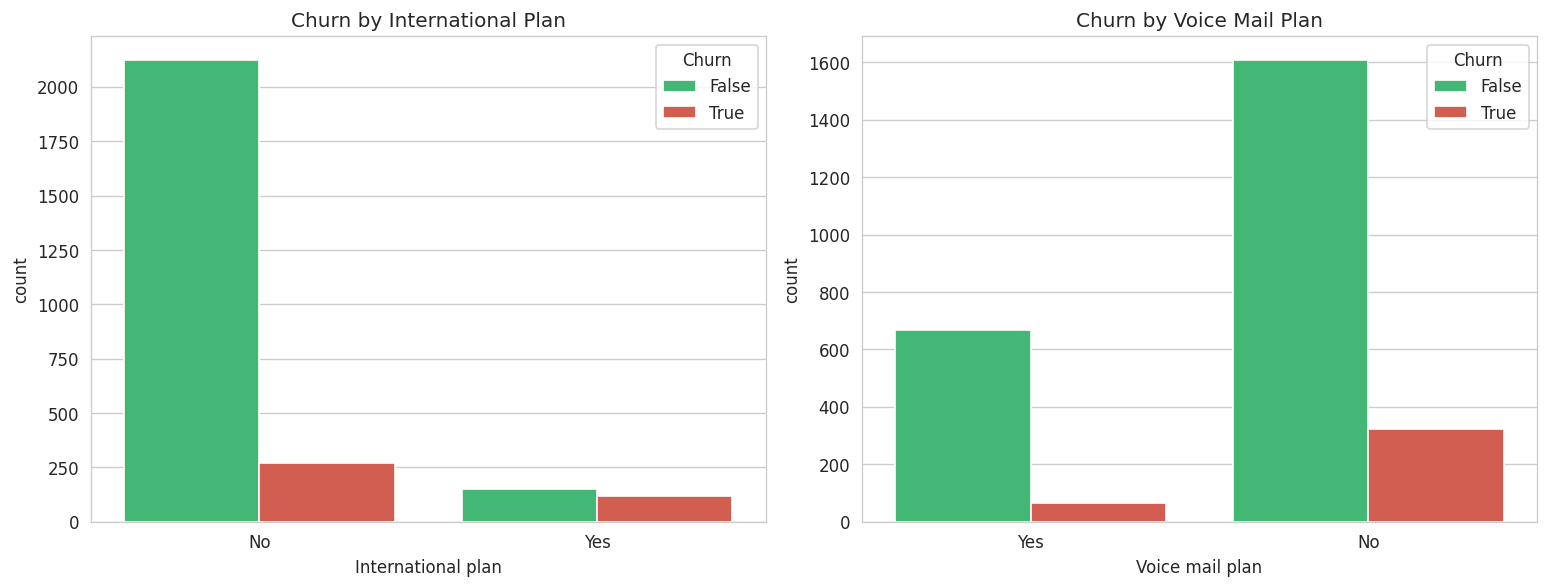 Churn by International Plan
Churn
False
True
2000
1750
1500
1250
1000
750
500
250
0
count
No
Yes
International plan
Churn by Voice Mail Plan
Churn
False
True
1600
1400
1200
1000
800
600
400
200
0
count
Yes
No
Voice mail plan